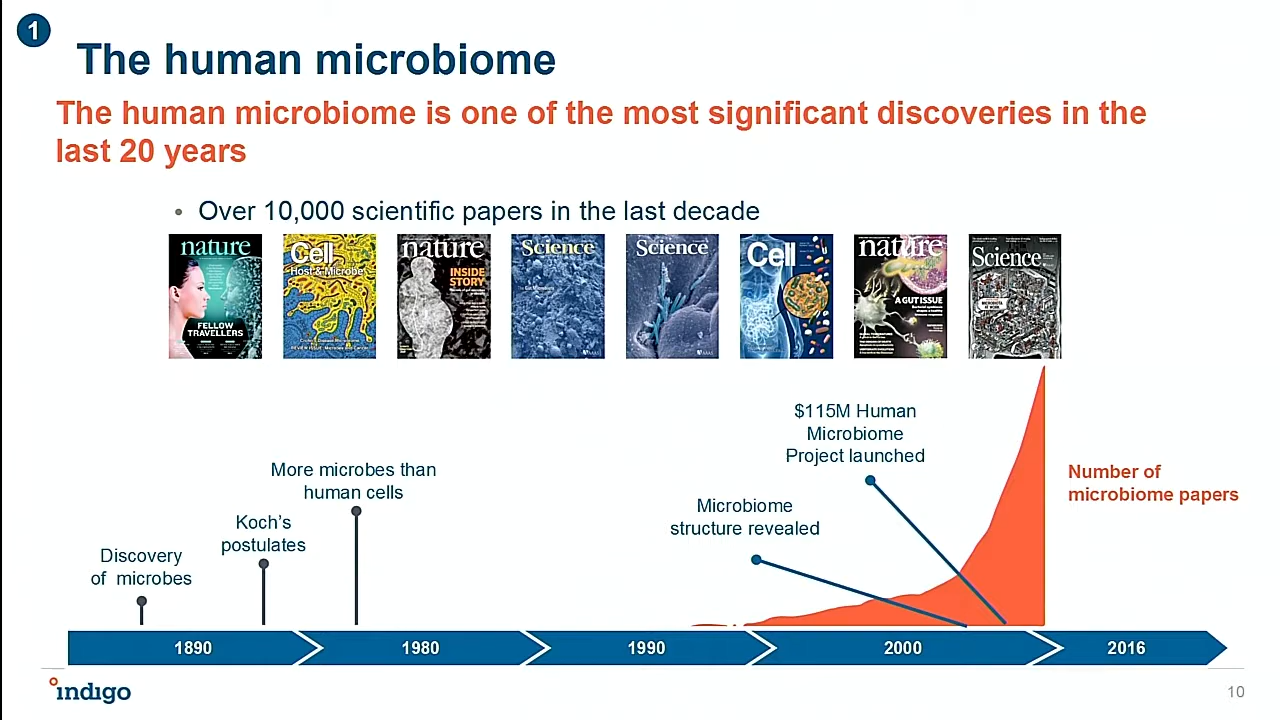 1
The human microbiome
The human microbiome is one of the most significant discoveries in the
last 20 years
• Over 10,000 scientific papers in the last decade
nature
FELLOW
TRAVELLERS
Cell
Host & Microbe
nature
INSIDE
STORY
Science
Science
Cell
nature
A GUT ISSUE
Science
$115M Human
Microbiome
Project launched
More microbes than
human cells
Number of
microbiome papers
Microbiome
structure revealed
Koch's
postulates
Discovery
of microbes
1890
1980
1990
2000
2016
indigo
10